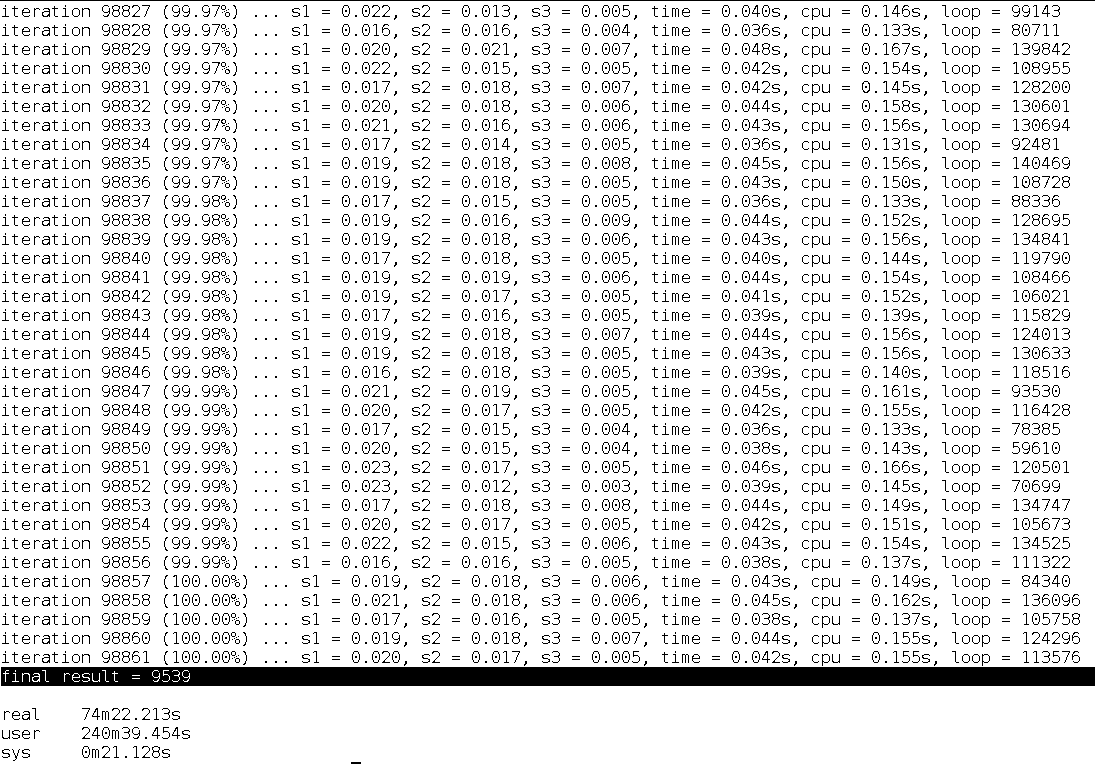 iteration 98827 (99.97%) ... s1 = 0.022, s2 = 0.013, s3 = 0.005, time = 0.040s, cpu = 0.146s, loop = 99143
iteration 98828 (99.97%) ... s1 = 0.016, s2 = 0.016, s3 = 0.004, time = 0.036s, cpu = 0.133s, loop = 80711
iteration 98829 (99.97%) ... s1 = 0.020, s2 = 0.021, s3 = 0.007, time = 0.048s, cpu = 0.167s, loop = 139842
iteration 98830 (99.97%) ... s1 = 0.022, s2 = 0.015, s3 = 0.005, time = 0.042s, cpu = 0.154s, loop = 108955
iteration 98831 (99.97%) ... s1 = 0.017, s2 = 0.018, s3 = 0.007, time = 0.042s, cpu = 0.145s, loop = 128200
iteration 98832 (99.97%) ... s1 = 0.020, s2 = 0.018, s3 = 0.006, time = 0.044s, cpu = 0.158s, loop = 130601
iteration 98833 (99.97%) ... s1 = 0.021, s2 = 0.016, s3 = 0.006, time = 0.043s, cpu = 0.156s, loop = 130694
iteration 98834 (99.97%) ... s1 = 0.017, s2 = 0.014, s3 = 0.005, time = 0.036s, cpu = 0.131s, loop = 92481
iteration 98835 (99.97%) ... s1 = 0.019, s2 = 0.018, s3 = 0.008, time = 0.045s, cpu = 0.156s, loop = 140469
iteration 98836 (99.97%) ... s1 = 0.019, s2 = 0.018, s3 = 0.005, time = 0.043s, cpu = 0.150s, loop = 108728
iteration 98837 (99.98%) ... s1 = 0.017, s2 = 0.015, s3 = 0.005, time = 0.036s, cpu = 0.133s, loop = 88336
iteration 98838 (99.98%) ... s1 = 0.019, s2 = 0.016, s3 = 0.009, time = 0.044s, cpu = 0.152s, loop = 128695
iteration 98839 (99.98%) ... s1 = 0.019, s2 = 0.018, s3 = 0.006, time = 0.043s, cpu = 0.156s, loop = 134841
iteration 98840 (99.98%) ... s1 = 0.017, s2 = 0.018, s3 = 0.005, time = 0.040s, cpu = 0.144s, loop = 119790
iteration 98841 (99.98%) ... s1 = 0.019, s2 = 0.019, s3 = 0.006, time = 0.044s, cpu = 0.154s, loop = 108466
iteration 98842 (99.98%) ... s1 = 0.019, s2 = 0.017, s3 = 0.005, time = 0.041s, cpu = 0.152s, loop = 106021
iteration 98843 (99.98%) ... s1 = 0.017, s2 = 0.016, s3 = 0.005, time = 0.039s, cpu = 0.139s, loop = 115829
iteration 98844 (99.98%) ... s1 = 0.019, s2 = 0.018, s3 = 0.007, time = 0.044s, cpu = 0.156s, loop = 124013
iteration 98845 (99.98%) ... s1 = 0.019, s2 = 0.018, s3 = 0.005, time = 0.043s, cpu = 0.156s, loop = 130633
iteration 98846 (99.98%) ... s1 = 0.016, s2 = 0.018, s3 = 0.005, time = 0.039s, cpu = 0.140s, loop = 118516
iteration 98847 (99.99%) ... s1 = 0.021, s2 = 0.019, s3 = 0.005, time = 0.045s, cpu = 0.161s, loop = 93530
iteration 98848 (99.99%) ... s1 = 0.020, s2 = 0.017, s3 = 0.005, time = 0.042s, cpu = 0.155s, loop = 116428
iteration 98849 (99.99%) ... s1 = 0.017, s2 = 0.015, s3 = 0.004, time = 0.036s, cpu = 0.133s, loop = 78385
iteration 98850 (99.99%) ... s1 = 0.020, s2 = 0.015, s3 = 0.004, time = 0.038s, cpu = 0.143s, loop = 59610
iteration 98851 (99.99%) ... s1 = 0.023, s2 = 0.017, s3 = 0.005, time = 0.046s, cpu = 0.166s, loop = 120501
iteration 98852 (99.99%) ... s1 = 0.023, s2 = 0.012, s3 = 0.003, time = 0.039s, cpu = 0.145s, loop = 70699
iteration 98853 (99.99%) ... s1 = 0.017, s2 = 0.018, s3 = 0.008, time = 0.044s, cpu = 0.149s, loop = 134747
iteration 98854 (99.99%) ... s1 = 0.020, s2 = 0.017, s3 = 0.005, time = 0.042s, cpu = 0.151s, loop = 105673
iteration 98855 (99.99%) ... s1 = 0.022, s2 = 0.015, s3 = 0.006, time = 0.043s, cpu = 0.154s, loop = 134525
iteration 98856 (99.99%) ... s1 = 0.016, s2 = 0.016, s3 = 0.005, time = 0.038s, cpu = 0.137s, loop = 111322
iteration 98857 (100.00%) ... s1 = 0.019, s2 = 0.018, s3 = 0.006, time = 0.043s, cpu = 0.149s, loop = 84340
iteration 98858 (100.00%) ... s1 = 0.021, s2 = 0.018, s3 = 0.006, time = 0.045s, cpu = 0.162s, loop = 136096
iteration 98859 (100.00%) ... s1 = 0.017, s2 = 0.016, s3 = 0.005, time = 0.038s, cpu = 0.137s, loop = 105758
iteration 98860 (100.00%) ... s1 = 0.019, s2 = 0.018, s3 = 0.007, time = 0.044s, cpu = 0.155s, loop = 124296
iteration 98861 (100.00%) ... s1 = 0.020, s2 = 0.017, s3 = 0.005, time = 0.042s, cpu = 0.155s, loop = 113576
final result = 9539
real 74m22.213s
user 240m39.454s
sys 0m21.128s